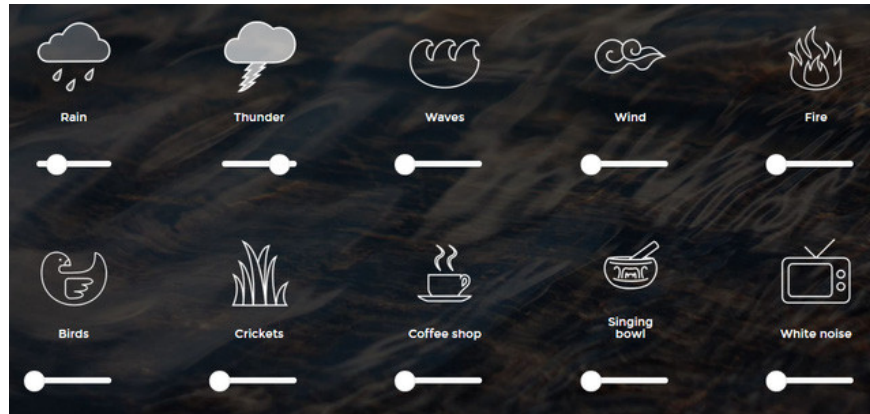 Rain
Thunder
Waves
Wind
Fire
Birds
Crickets
Coffee shop
Singing
bowl
White noise